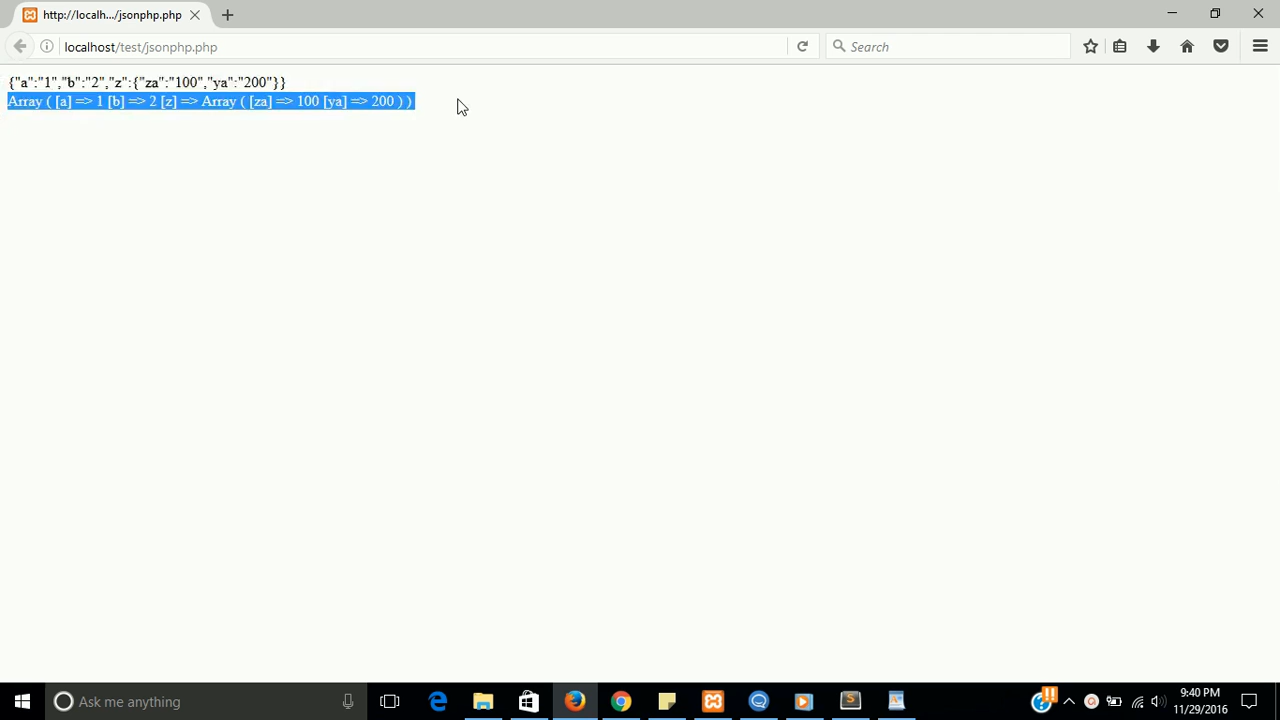 http://localh.../jsonphp.php
localhost/test/jsonphp.php
Search
{"a":"1","b":"2","z":{"za":"100","ya":"200"}}
Array ( [a] => 1 [b] => 2 [z] => Array ( [za] => 100 [ya] => 200 ) )
Ask me anything
9:40 PM
11/29/2016